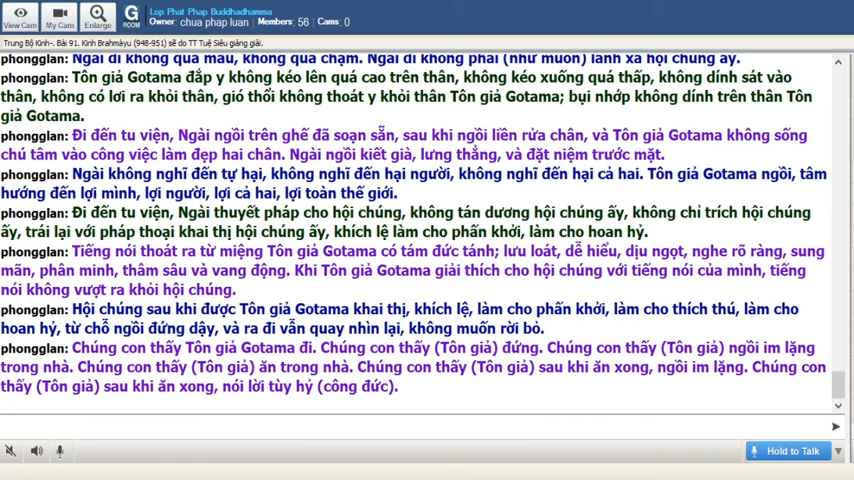 View Cam
My Cam
Enlarge
G
ROOM
Lop Phat Phap Buddhadhamma
Owner: chua phap luan Members: 56 Cams: 0
Trung Bộ Kinh-. Bài 91. Kinh Brahmàyu (948-951) sẽ do TT Tuệ Siêu giảng giải.
phongglan: Ngài đi không quá mau, không quá chậm. Ngài đi không phải (như muốn) lánh xa hội chúng ấy.
phongglan: Tôn giả Gotama đắp y không kéo lên quá cao trên thân, không kéo xuống quá thấp, không dính sát vào
thân, không có lơi ra khỏi thân, gió thổi không thoát y khỏi thân Tôn giả Gotama; bụi nhớp không dính trên thân Tôn
giả Gotama.
phongglan: Đi đến tu viện, Ngài ngồi trên ghế đã soạn sẵn, sau khi ngồi liền rửa chân, và Tôn giả Gotama không sống
chú tâm vào công việc làm đẹp hai chân. Ngài ngồi kiết già, lưng thẳng, và đặt niệm trước mặt.
phongglan: Ngài không nghĩ đến tự hại, không nghĩ đến hại người, không nghĩ đến hại cả hai. Tôn giả Gotama ngồi, tâm
hướng đến lợi mình, lợi người, lợi cả hai, lợi toàn thế giới.
phongglan: Đi đến tu viện, Ngài thuyết pháp cho hội chúng, không tán dương hội chúng ấy, không chỉ trích hội chúng
ấy, trái lại với pháp thoại khai thị hội chúng ấy, khích lệ làm cho phấn khởi, làm cho hoan hỷ.
phongglan: Tiếng nói thoát ra từ miệng Tôn giả Gotama có tám đức tánh; lưu loát, dễ hiểu, dịu ngọt, nghe rõ ràng, sung
mãn, phân minh, thâm sâu và vang động. Khi Tôn giả Gotama giải thích cho hội chúng với tiếng nói của mình, tiếng
nói không vượt ra khỏi hội chúng.
phongglan: Hội chúng sau khi được Tôn giả Gotama khai thị, khích lệ, làm cho phấn khởi, làm cho thích thú, làm cho
hoan hỷ, từ chỗ ngồi đứng dậy, và ra đi vẫn quay nhìn lại, không muốn rời bỏ.
phongglan: Chúng con thấy Tôn giả Gotama đi. Chúng con thấy (Tôn giả) đứng. Chúng con thấy (Tôn giả) ngồi im lặng
trong nhà. Chúng con thấy (Tôn giả) ăn trong nhà. Chúng con thấy (Tôn giả) sau khi ăn xong, ngồi im lặng. Chúng con
thấy (Tôn giả) sau khi ăn xong, nói lời tùy hỷ (công đức).
Hold to Talk